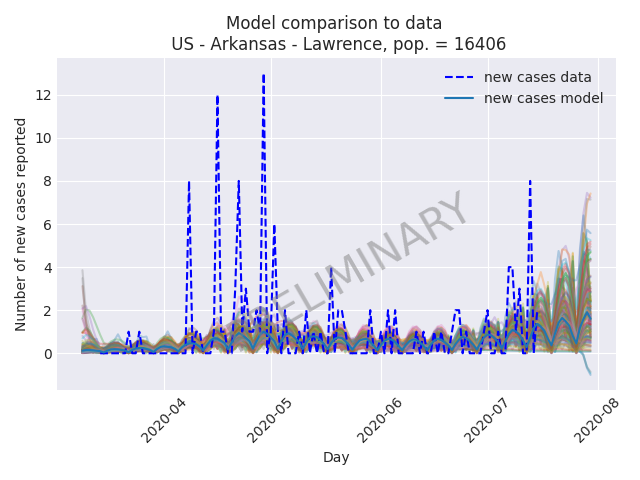 Model comparison to data
US - Arkansas - Lawrence, pop. = 16406
new cases data
new cases model
PRELIMINARY
Number of new cases reported
12
10
8
6
4
2
0
2020-04
2020-05
2020-06
2020-07
2020-08
Day